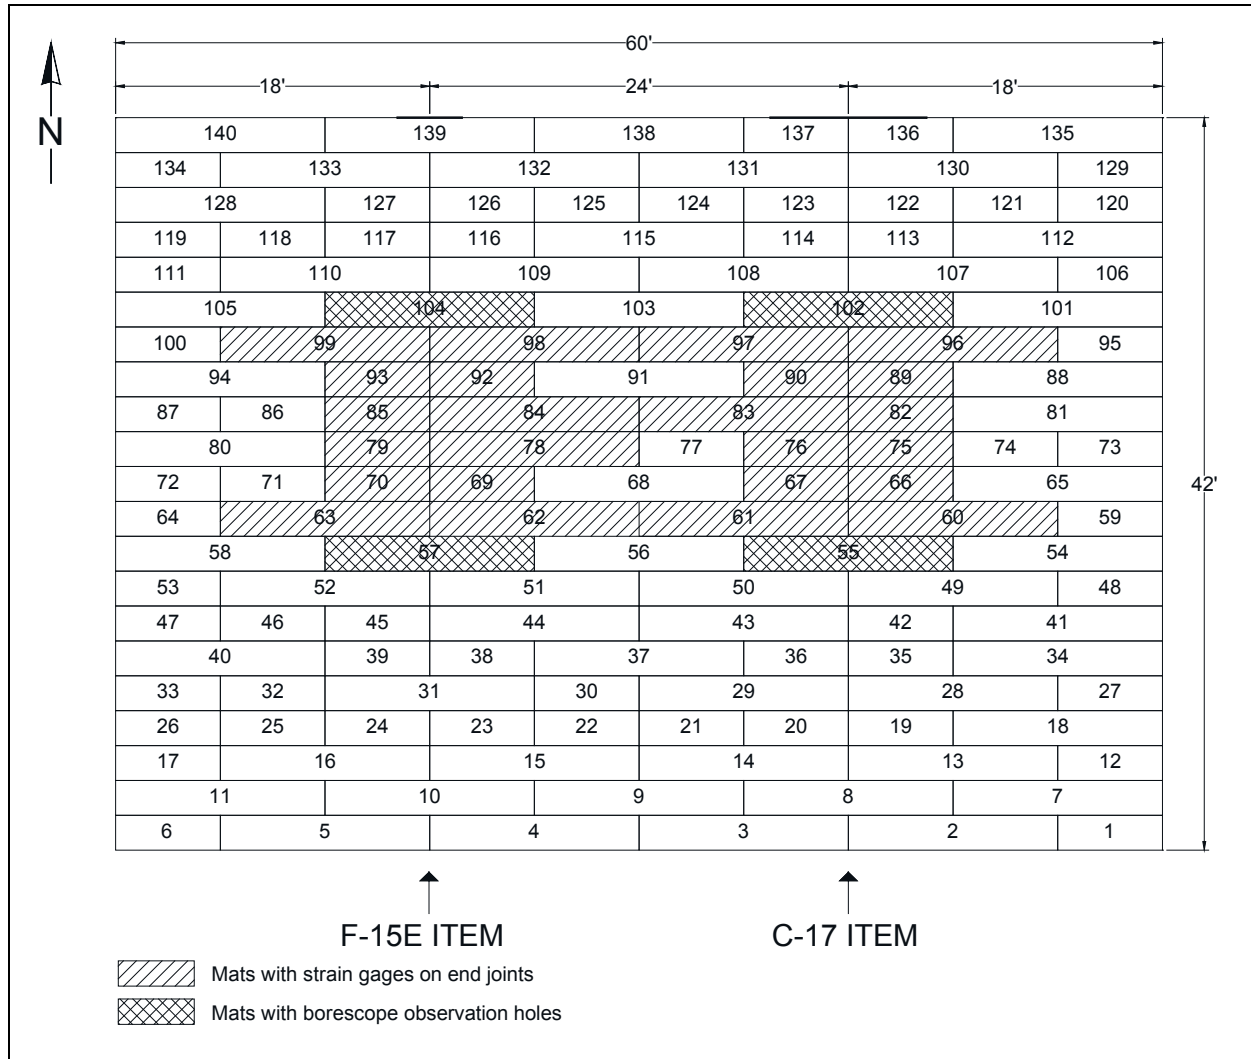 60'
18' 24' 18'
N
140 139 138 137 136 135
134 133 132 131 130 129
128 127 126 125 124 123 122 121 120
119 118 117 116 115 114 113 112
111 110 109 108 107 106
105 104 103 102 101
100 99 98 97 96 95
94 93 92 91 90 89 88
87 86 85 84 83 82 81
80 79 78 77 76 75 74 73
72 71 70 69 68 67 66 65
42'
64 63 62 61 60 59
58 57 56 55 54
53 52 51 50 49 48
47 46 45 44 43 42 41
40 39 38 37 36 35 34
33 32 31 30 29 28 27
26 25 24 23 22 21 20 19 18
17 16 15 14 13 12
11 10 9 8 7
6 5 4 3 2 1
F-15E ITEM C-17 ITEM
Mats with strain gages on end joints
Mats with borescope observation holes